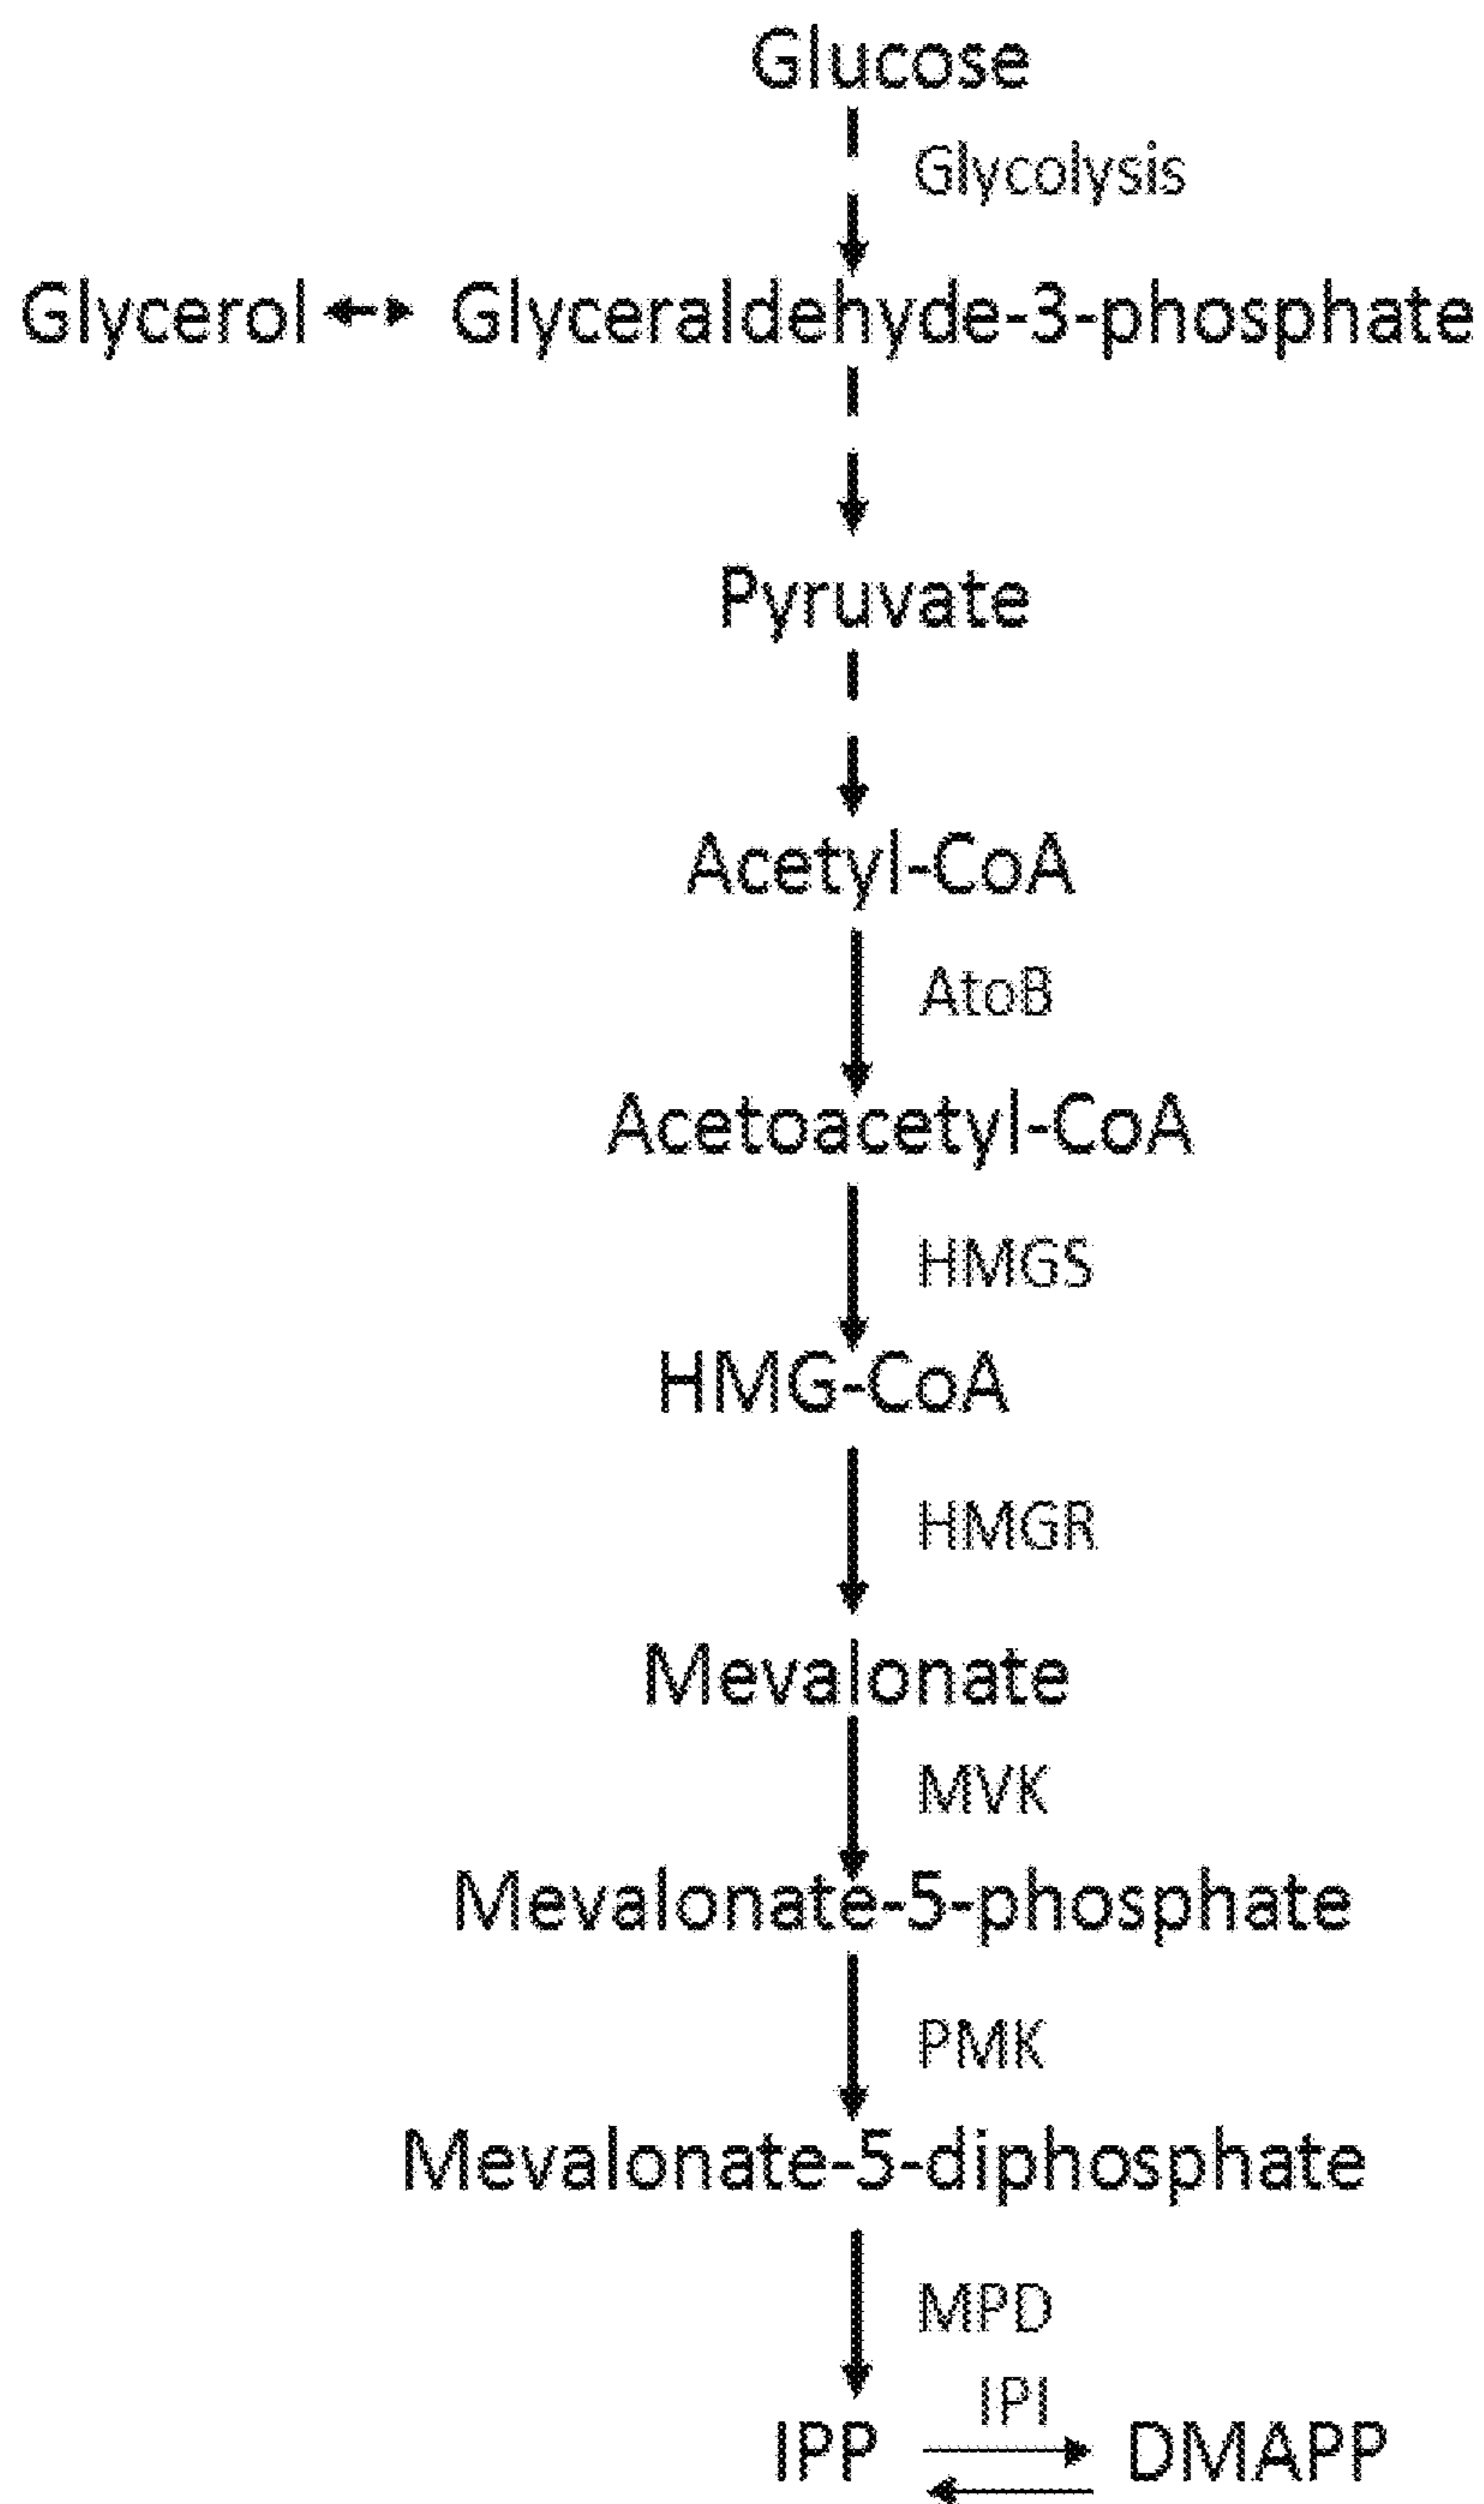 Glucose
Glycolysis
Glycerol Glyceraldehyde-3-phosphate
Pyruvate
Acetyl-CoA
AtoB
Acetoacetyl-CoA
HMGS
HMG-CoA
HMGR
Mevalonate
MVK
Mevalonate-5-phosphate
PMK
Mevalonate-5-diphosphate
MPD
IPI
IPP DMAPP